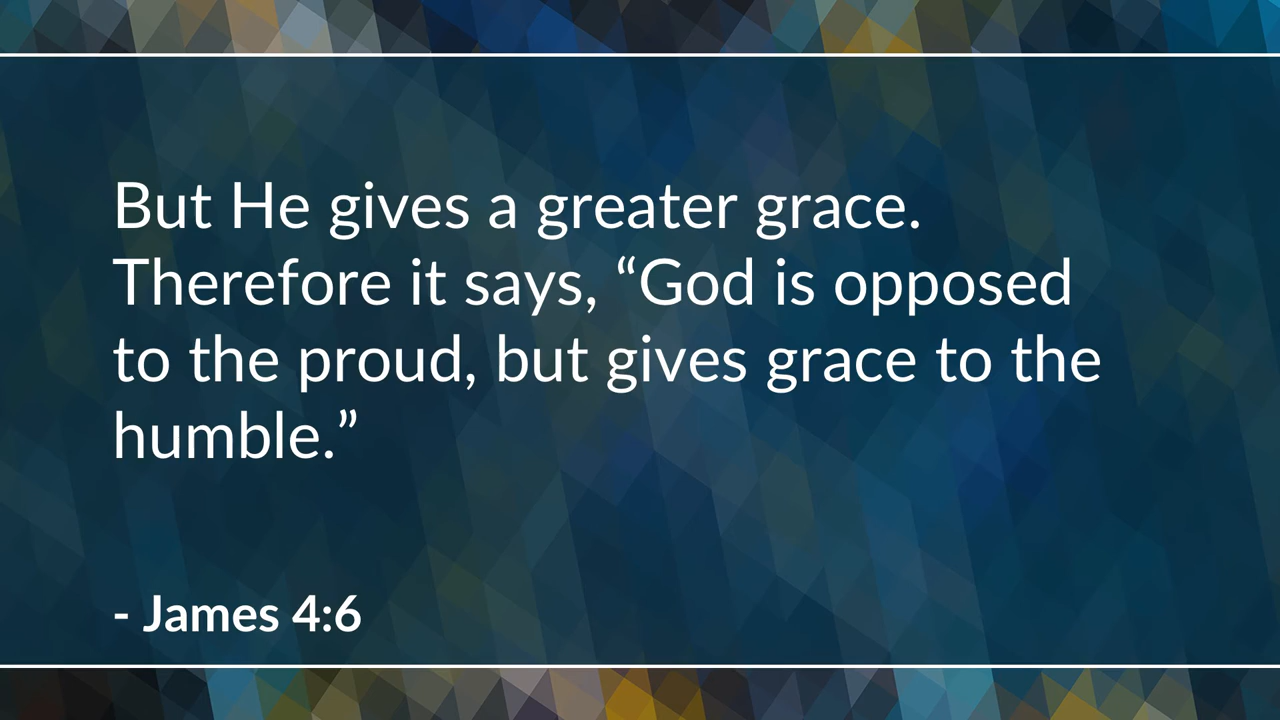 But He gives a greater grace.
Therefore it says, “God is opposed
to the proud, but gives grace to the
humble.”
- James 4:6